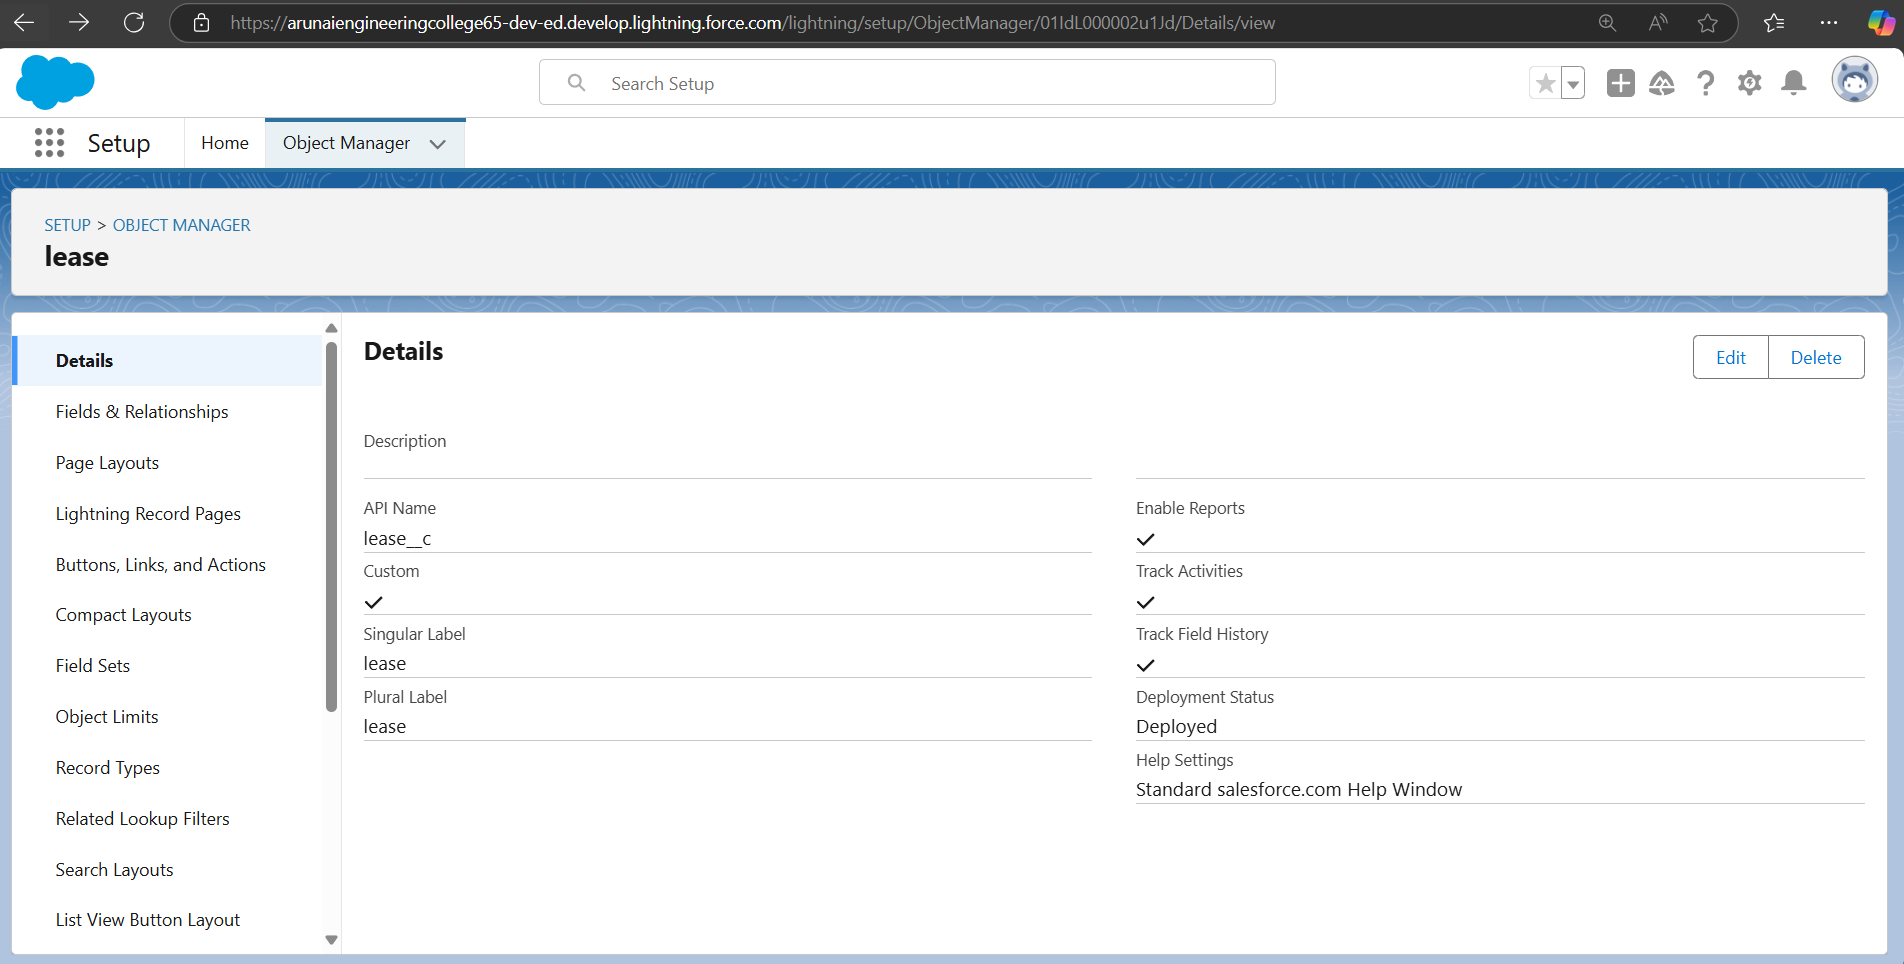 https://arunaiengineeringcollege65-dev-ed.develop.lightning.force.com/lightning/setup/ObjectManager/01IdL000002u1Jd/Details/view
Search Setup
Setup
Home
Object Manager
SETUP > OBJECT MANAGER
lease
Details
Fields & Relationships
Page Layouts
Lightning Record Pages
Buttons, Links, and Actions
Compact Layouts
Field Sets
Object Limits
Record Types
Related Lookup Filters
Search Layouts
List View Button Layout
Details
Edit
Delete
Description
API Name
lease__c
Custom
Singular Label
lease
Plural Label
lease
Enable Reports
Track Activities
Track Field History
Deployment Status
Deployed
Help Settings
Standard salesforce.com Help Window